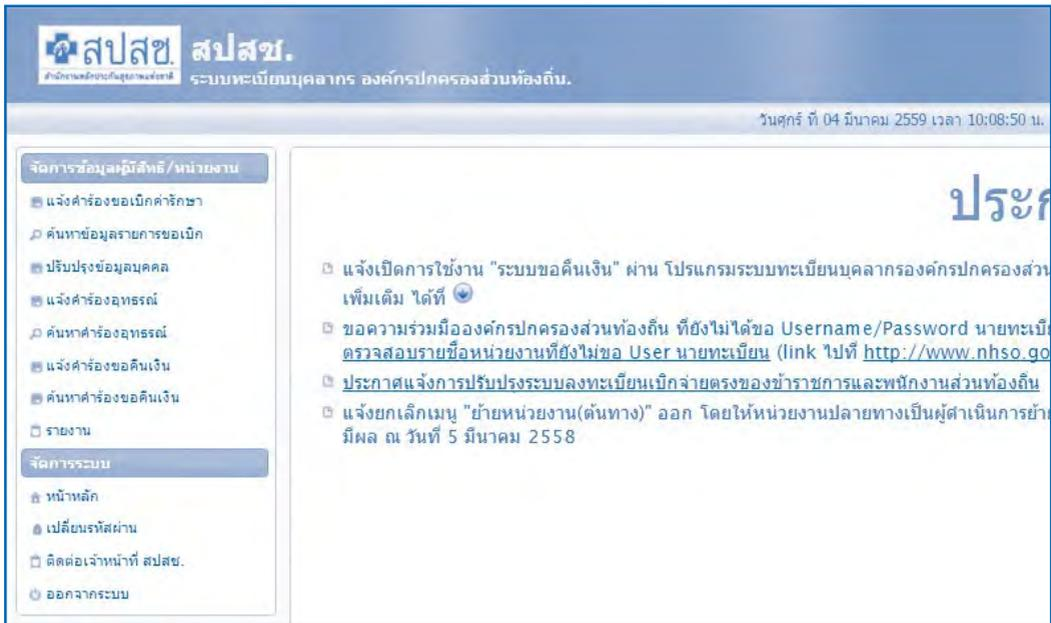 สปสช.
สำนักงานหลักประกันสุขภาพแห่งชาติ
สปสช.
ระบบทะเบียนบุคลากร องค์กรปกครองส่วนท้องถิ่น.
วันศุกร์ ที่ 04 มีนาคม 2559 เวลา 10:08:50 น.
จัดการข้อมูลผู้มีสิทธิ/หน่วยงาน
แจ้งคำร้องขอเบิกค่ารักษา
ค้นหาข้อมูลรายการขอเบิก
ปรับปรุงข้อมูลบุคคล
แจ้งคำร้องอุทธรณ์
ค้นหาคำร้องอุทธรณ์
แจ้งคำร้องขอคืนเงิน
ค้นหาคำร้องขอคืนเงิน
รายงาน
จัดการระบบ
หน้าหลัก
เปลี่ยนรหัสผ่าน
ติดต่อเจ้าหน้าที่ สปสช.
ออกจากระบบ
แจ้งเปิดการใช้งาน "ระบบขอคืนเงิน" ผ่าน โปรแกรมระบบทะเบียนบุคลากรองค์กรปกครองส่วน
เพิ่มเติม ได้ที่
ขอความร่วมมือองค์กรปกครองส่วนท้องถิ่น ที่ยังไม่ได้ขอ Username/Password นายทะเบี
ตรวจสอบรายชื่อหน่วยงานที่ยังไม่ขอ User นายทะเบียน (link ไปที่ http://www.nhso.go
ประกาศแจ้งการปรับปรุงระบบลงทะเบียนเบิกจ่ายตรงของข้าราชการและพนักงานส่วนท้องถิ่น
แจ้งยกเลิกเมนู "ย้ายหน่วยงาน(ต้นทาง)" ออก โดยให้หน่วยงานปลายทางเป็นผู้ดำเนินการย้า
มีผล ณ วันที่ 5 มีนาคม 2558